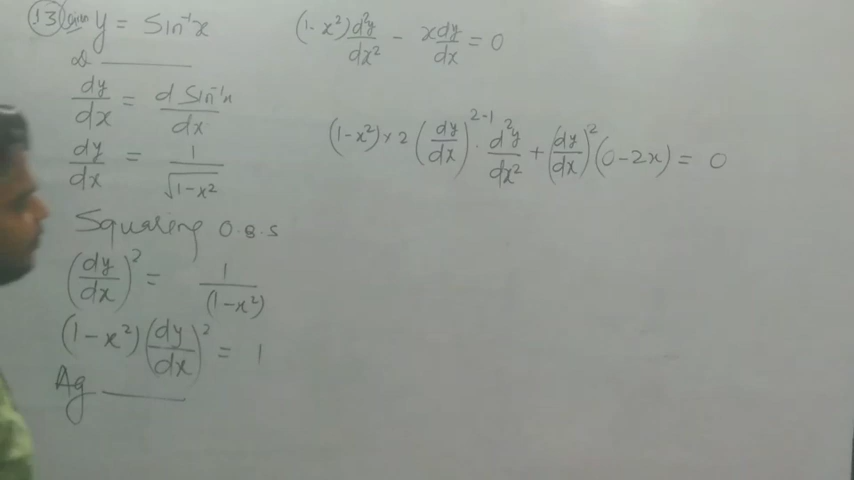 (13) Given y = Sin⁻¹x
D
dy/dx = d Sin⁻¹x/dx
dy/dx = 1/√(1-x²)
Squaring O.B.S
(dy/dx)² = 1/(1-x²)
(1-x²)(dy/dx)² = 1
Ag
(1-x²) d²y/dx² - x dy/dx = 0
(1-x²) × 2 (dy/dx)²⁻¹ · d²y/dx² + (dy/dx)² (0-2x) = 0